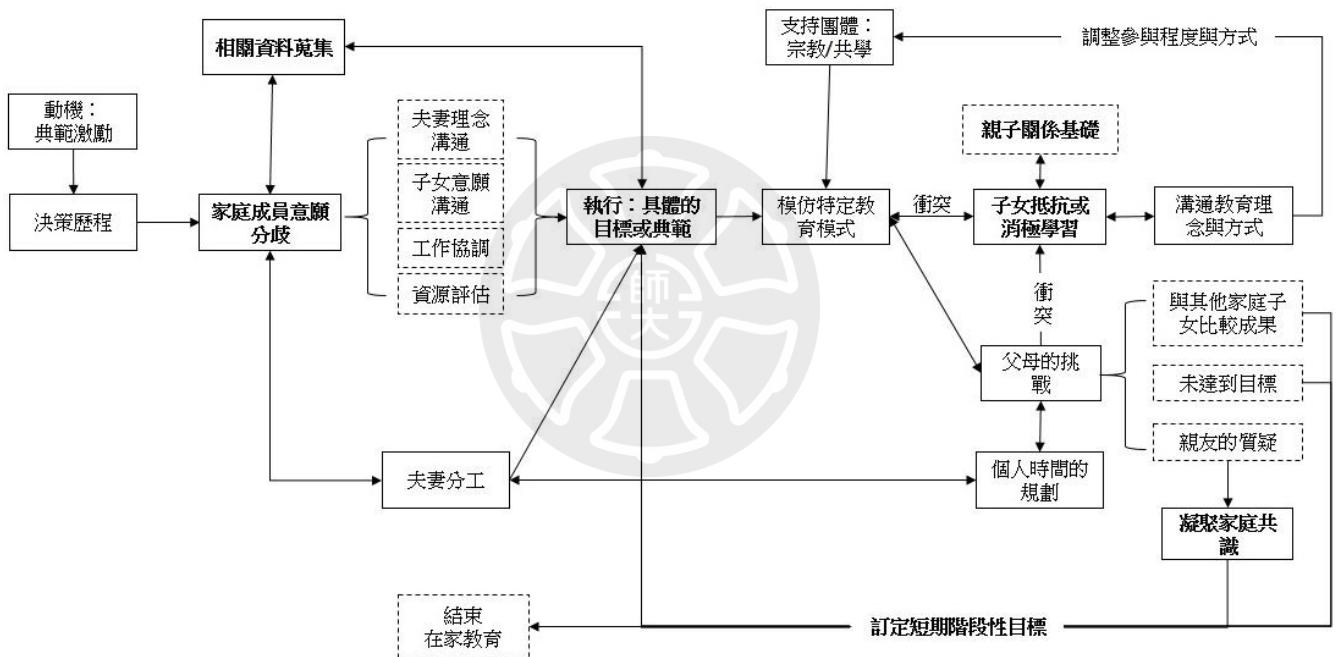 支持團體：
宗教/共學
調整參與程度與方式
相關資料蒐集
動機：
典範激勵
夫妻理念
溝通
親子關係基礎
子女意願
溝通
決策歷程
家庭成員意願
分歧
執行：具體的
目標或典範
模仿特定教
育模式
衝突
子女抵抗或
消極學習
溝通教育理
念與方式
工作協調
師大
資源評估
衝
突
與其他家庭子
女比較成果
父母的挑
戰
未達到目標
親友的質疑
夫妻分工
個人時間的
規劃
凝聚家庭共
識
結束
在家教育
訂定短期階段性目標